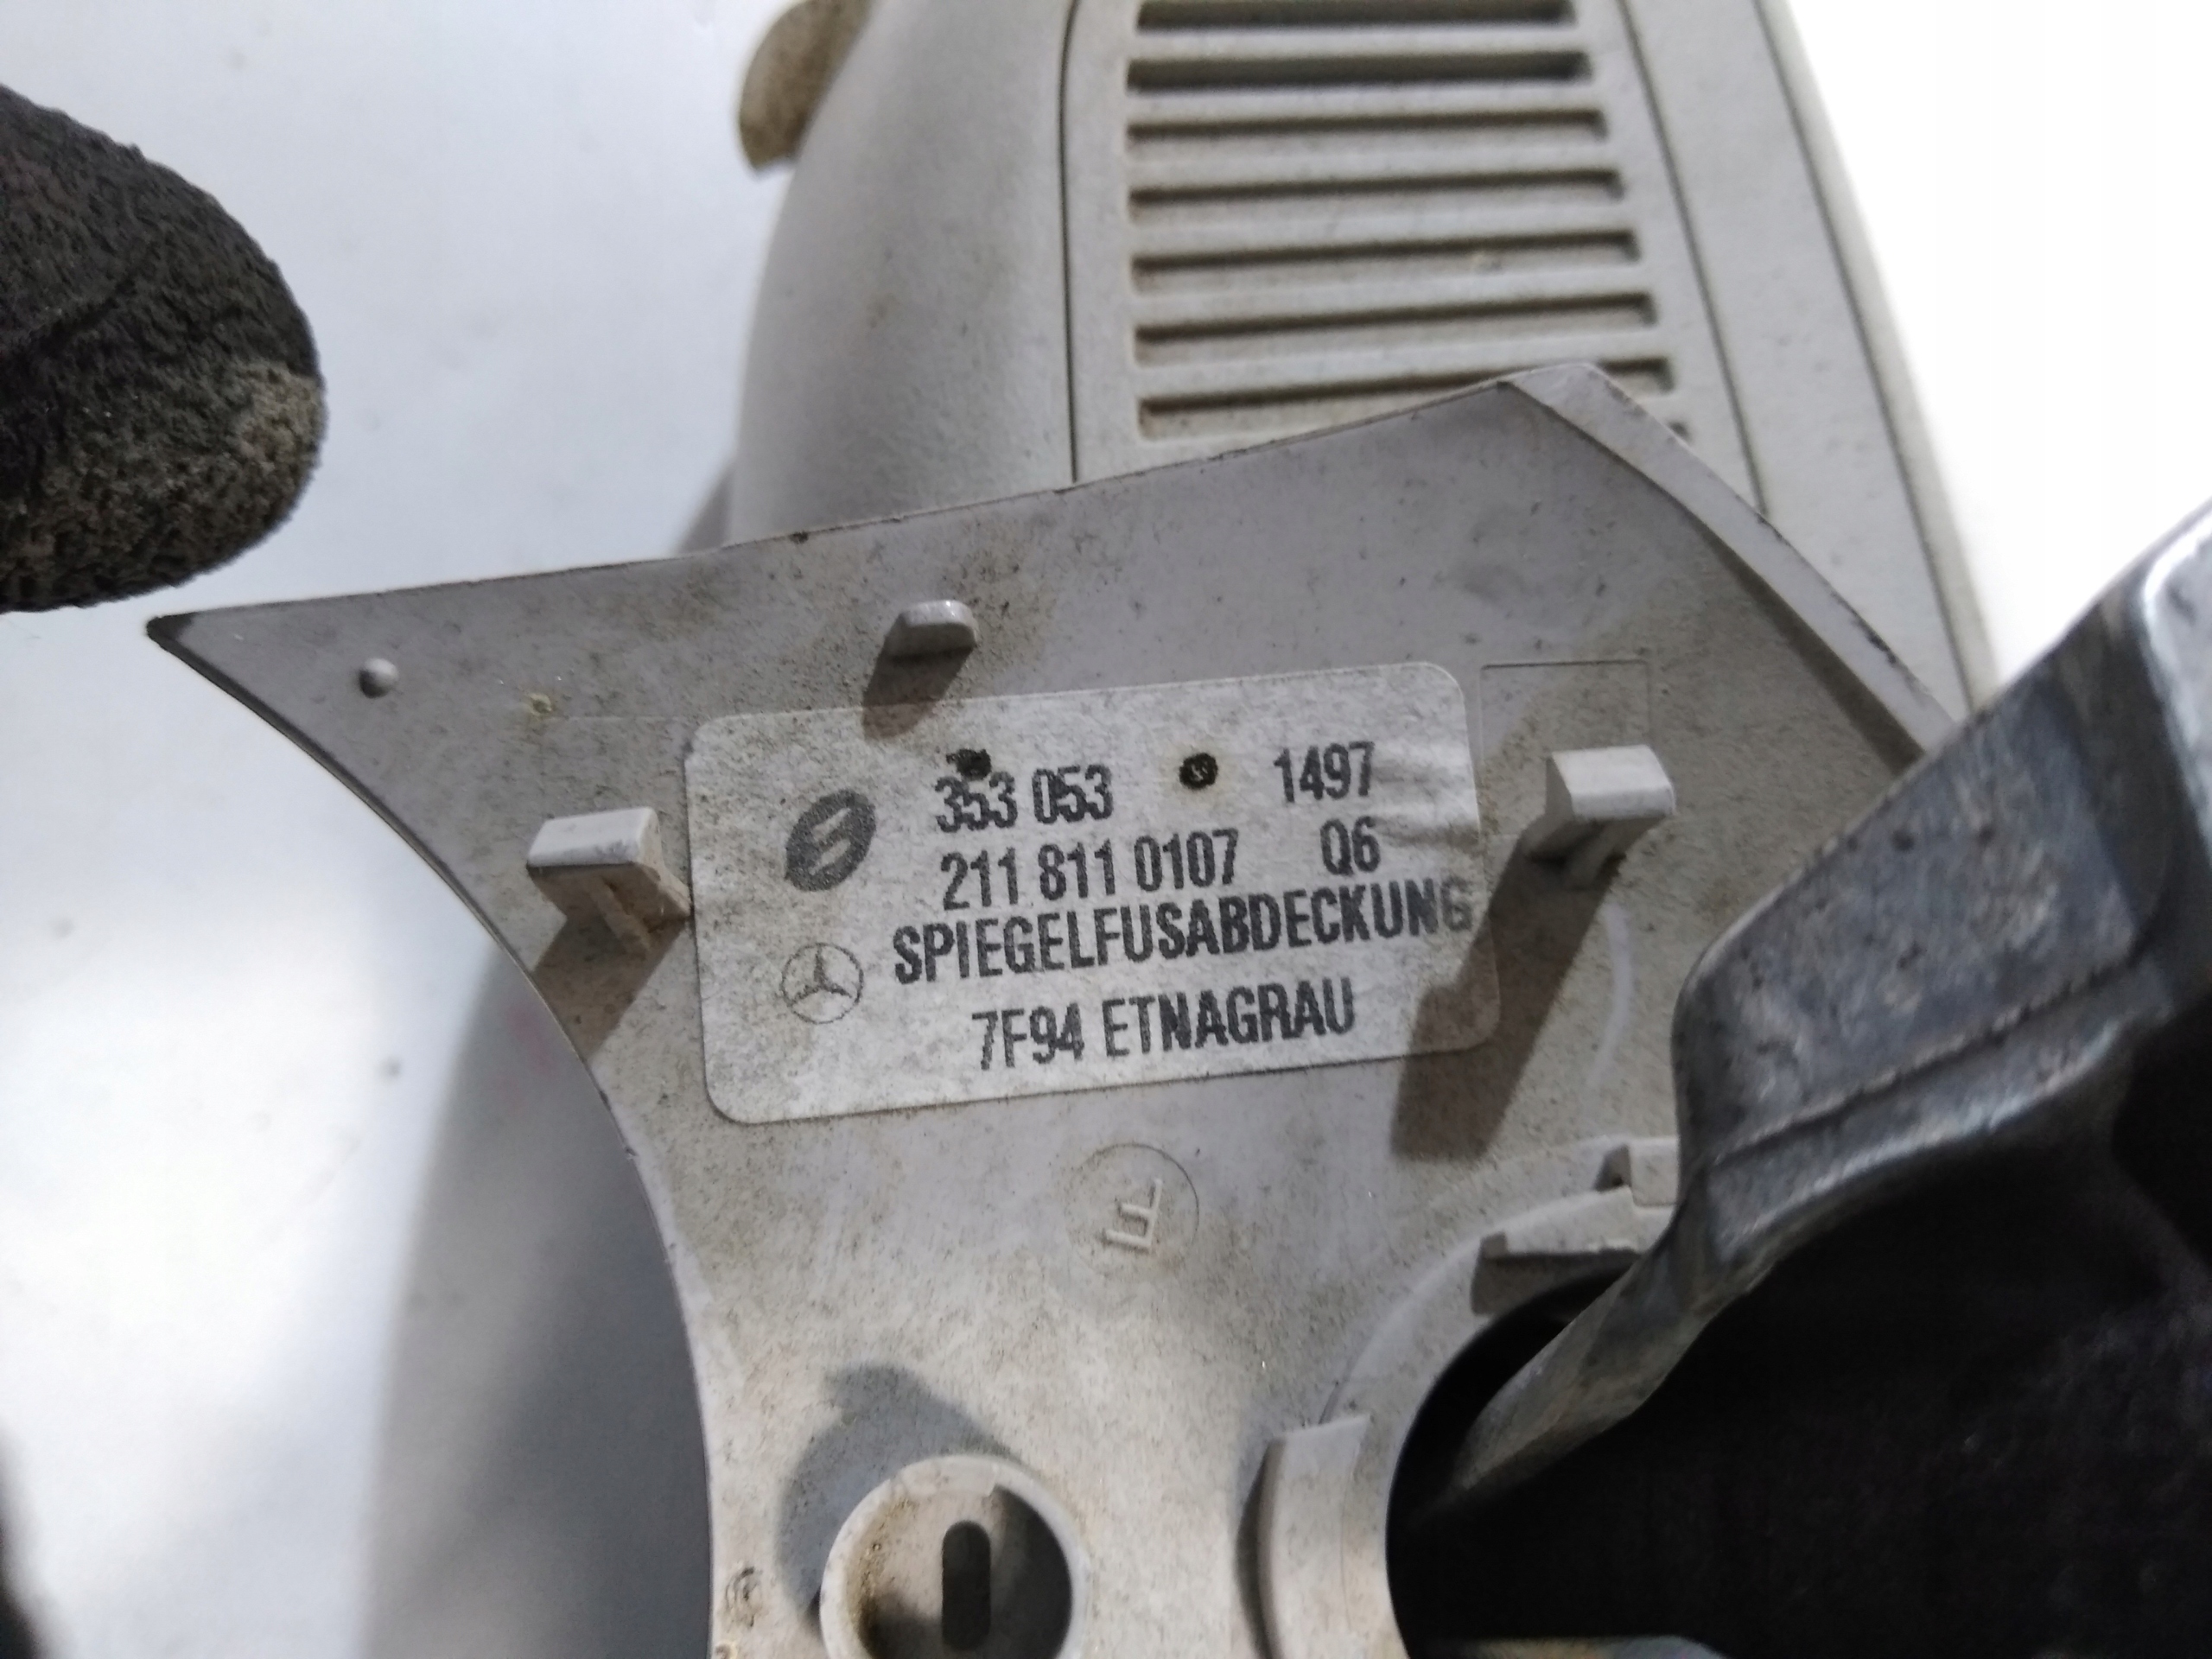 353 053 1497
211 811 0107 Q6
SPIEGELFUSABDECKUNG
7F94 ETNAGRAU
F